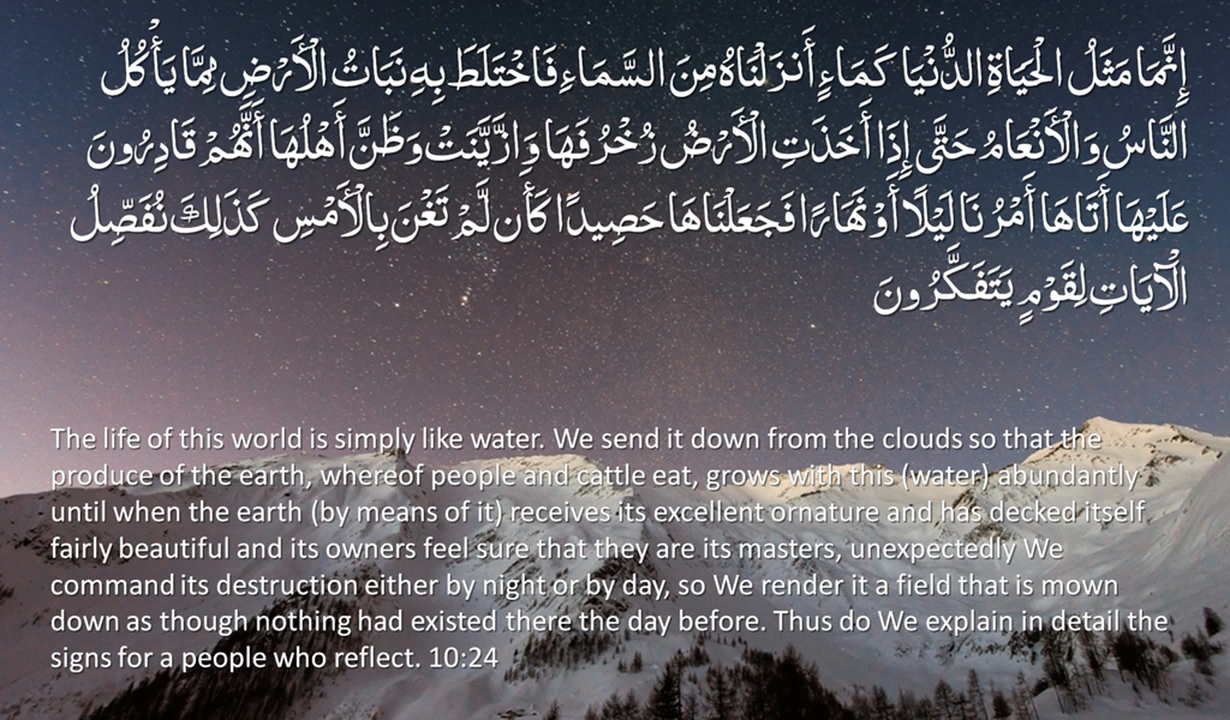 إِنَّمَا مَثَلُ الْحَيَاةِ الدُّنْيَا كَمَاءٍ أَنزَلْنَاهُ مِنَ السَّمَاءِ فَاخْتَلَطَ بِهِ نَبَاتُ الْأَرْضِ مِمَّا يَأْكُلُ
النَّاسُ وَالْأَنْعَامُ حَتَّى إِذَا أَخَذَتِ الْأَرْضُ زُخْرُفَهَا وَازَّيَّنَتْ وَظَنَّ أَهْلُهَا أَنَّهُمْ قَادِرُونَ
عَلَيْهَا أَتَاهَا أَمْرُنَا لَيْلًا أَوْ نَهَارًا فَجَعَلْنَاهَا حَصِيدًا كَأَن لَّمْ تَغْنَ بِالْأَمْسِ كَذَلِكَ نُفَصِّلُ
الْآيَاتِ لِقَوْمٍ يَتَفَكَّرُونَ
The life of this world is simply like water. We send it down from the clouds so that the
produce of the earth, whereof people and cattle eat, grows with this (water) abundantly
until when the earth (by means of it) receives its excellent ornature and has decked itself
fairly beautiful and its owners feel sure that they are its masters, unexpectedly We
command its destruction either by night or by day, so We render it a field that is mown
down as though nothing had existed there the day before. Thus do We explain in detail the
signs for a people who reflect. 10:24